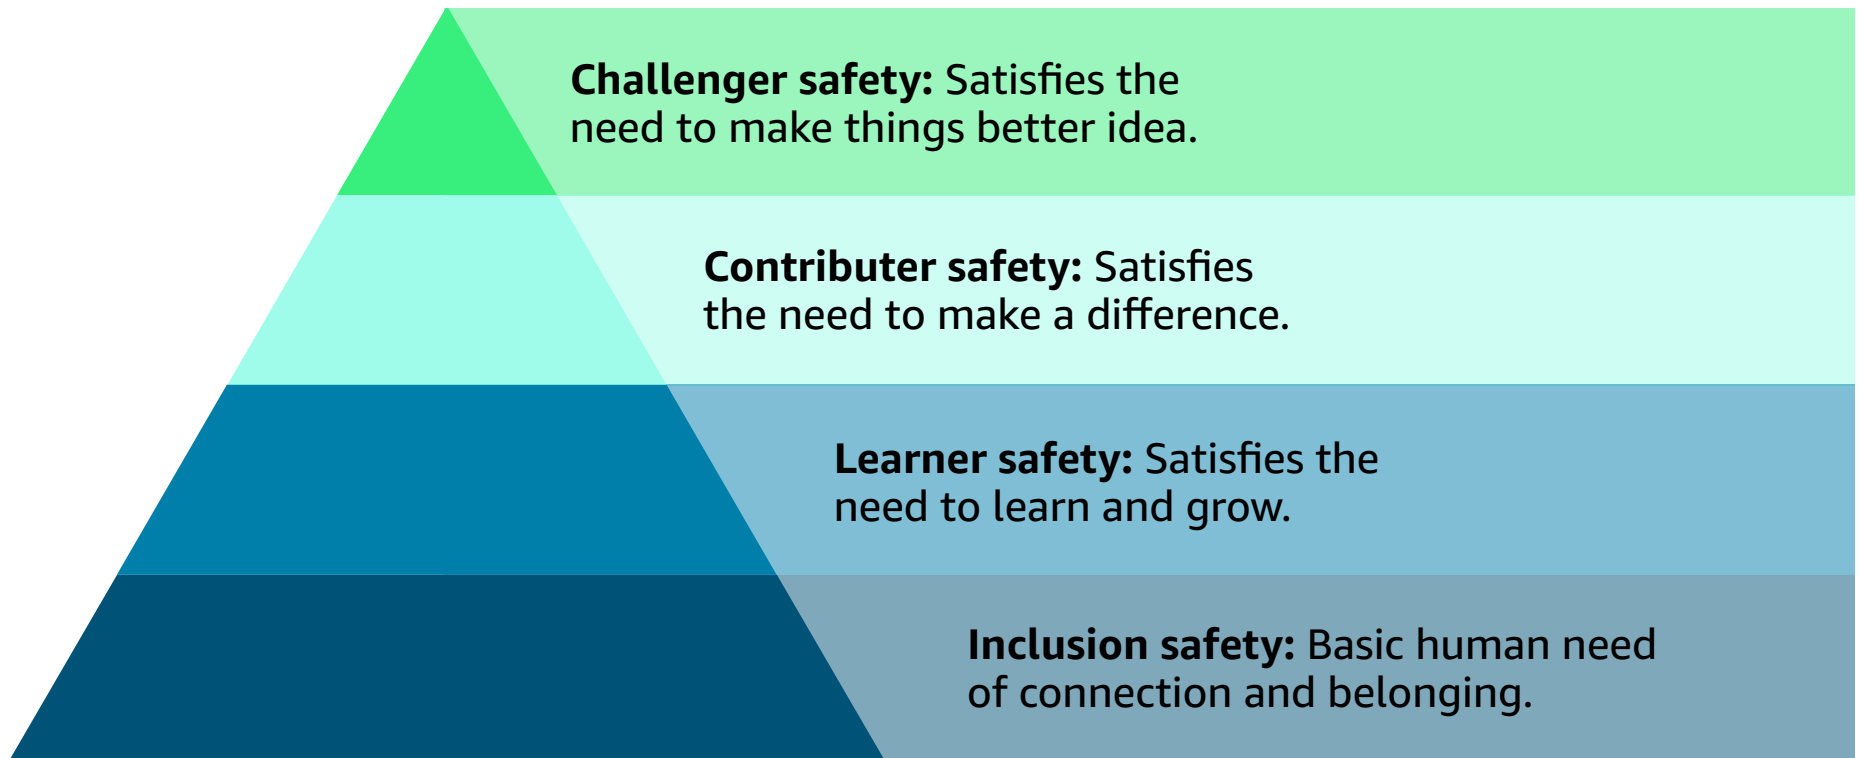 Challenger safety: Satisfies the
need to make things better idea.
Contributer safety: Satisfies
the need to make a difference.
Learner safety: Satisfies the
need to learn and grow.
Inclusion safety: Basic human need
of connection and belonging.